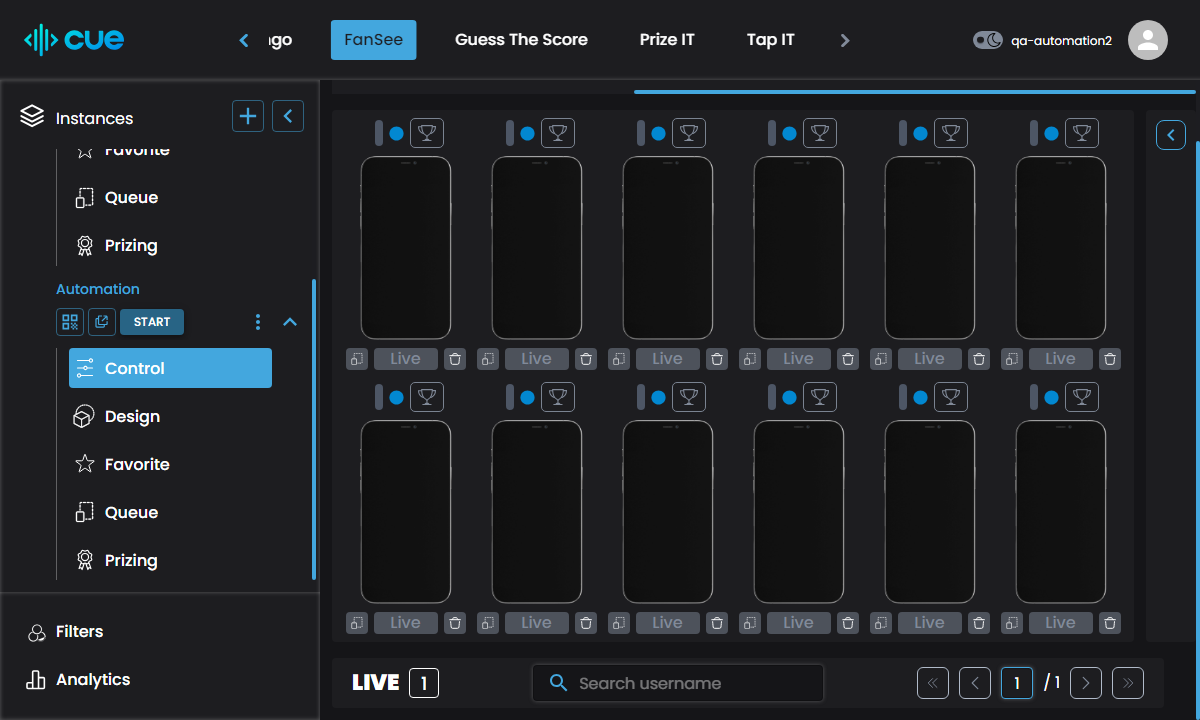 cue
ngo
FanSee
Guess The Score
Prize IT
Tap IT
qa-automation2
Instances
Favorite
Queue
Prizing
Automation
START
Control
Design
Favorite
Queue
Prizing
Filters
Analytics
Live Live Live Live Live Live
Live Live Live Live Live Live
LIVE 1
Search username
1 / 1